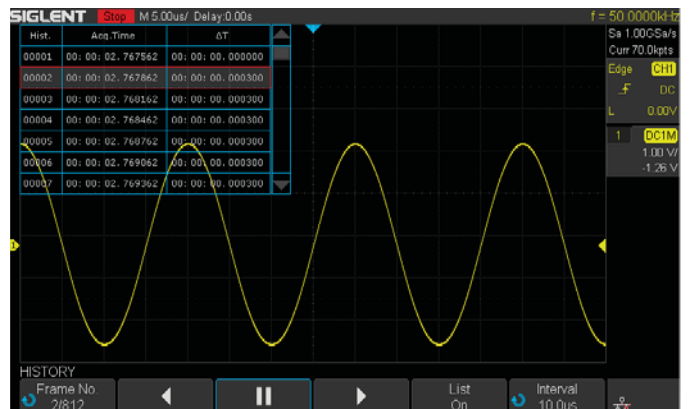 SIGLENT Stop M 5.00us/ Delay:0.00s f = 50.0000kHz
Sa 1.00GSa/s
Curr 70.0kpts
Edge CH1
DC
L 0.00V
1 DC1M
1.00 V/
-1.26 V
Hist. Acq.Time ΔT
00001 00: 00: 02. 767562 00: 00: 00. 000000
00002 00: 00: 02. 767862 00: 00: 00. 000300
00003 00: 00: 02. 768162 00: 00: 00. 000300
00004 00: 00: 02. 768462 00: 00: 00. 000300
00005 00: 00: 02. 768762 00: 00: 00. 000300
00006 00: 00: 02. 769062 00: 00: 00. 000300
00007 00: 00: 02. 769362 00: 00: 00. 000300
1
HISTORY
Frame No. List Interval
2/812 On 10.0us